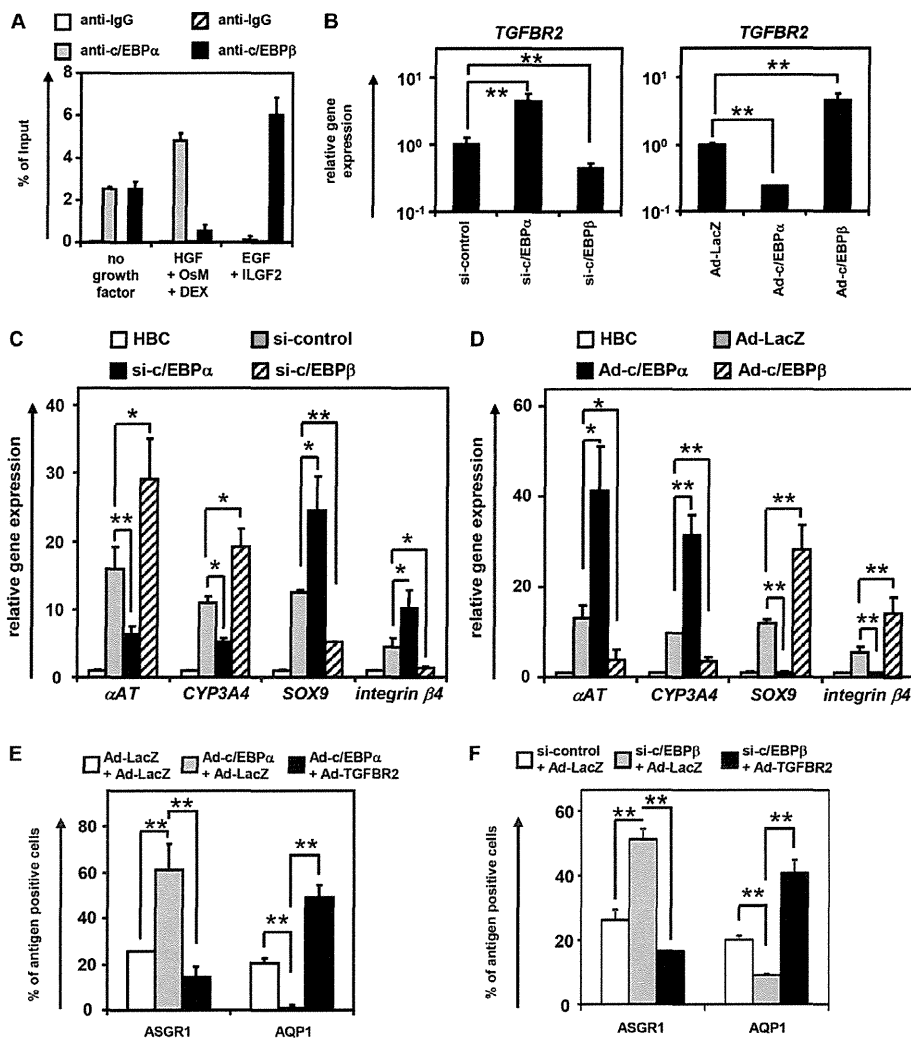 A
anti-IgG
anti-IgG
anti-c/EBPα
anti-c/EBPβ
% of Input
8
6
4
2
0
no growth factor
HGF + OsM + DEX
EGF + ILGF2
B
TGFBR2
**
**
relative gene expression
10¹
10⁰
10⁻¹
si-control
si-c/EBPα
si-c/EBPβ
TGFBR2
**
**
10¹
10⁰
10⁻¹
Ad-LacZ
Ad-c/EBPα
Ad-c/EBPβ
C
HBC
si-control
si-c/EBPα
si-c/EBPβ
relative gene expression
40
30
20
10
0
*
**
*
*
**
*
*
*
αAT
CYP3A4
SOX9
integrin β4
D
HBC
Ad-LacZ
Ad-c/EBPα
Ad-c/EBPβ
relative gene expression
60
40
20
0
*
*
**
**
**
**
**
**
αAT
CYP3A4
SOX9
integrin β4
E
Ad-LacZ + Ad-LacZ
Ad-c/EBPα + Ad-LacZ
Ad-c/EBPα + Ad-TGFBR2
% of antigen positive cells
80
60
40
20
0
**
**
**
**
ASGR1
AQP1
F
si-control + Ad-LacZ
si-c/EBPβ + Ad-LacZ
si-c/EBPβ + Ad-TGFBR2
% of antigen positive cells
60
40
20
0
**
**
**
**
ASGR1
AQP1